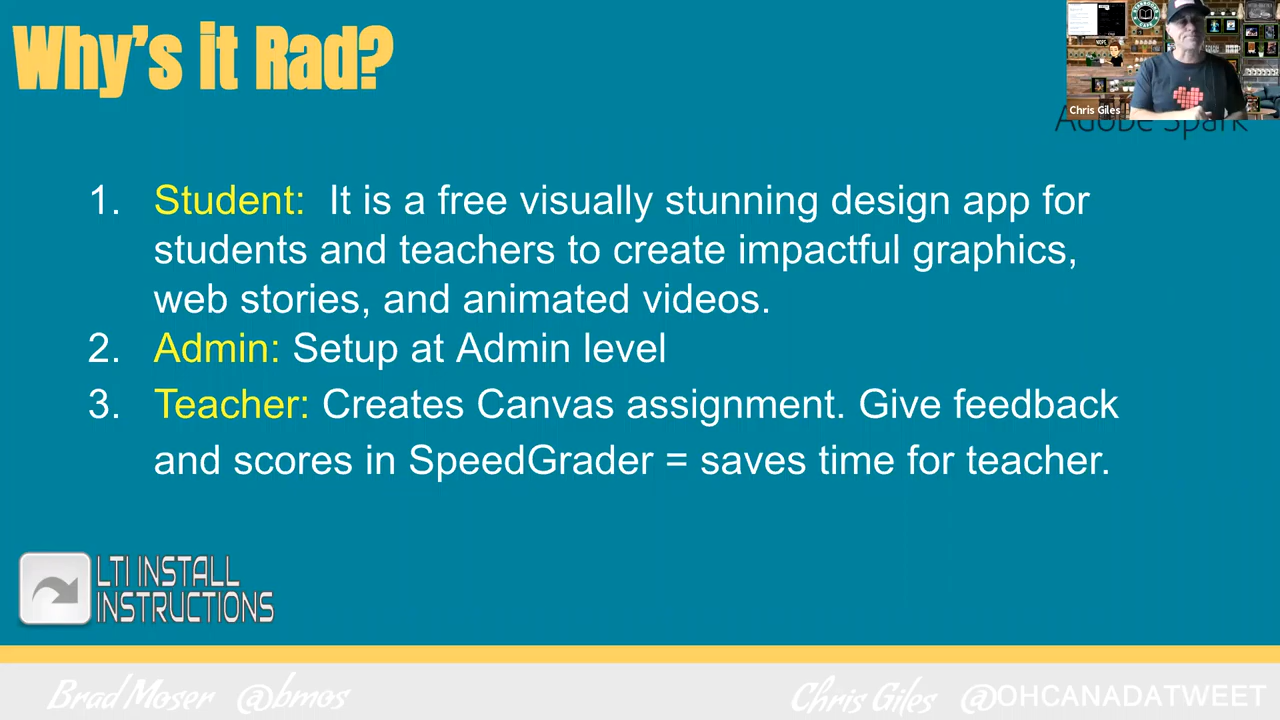 Why's it Rad?
Chris Giles
Adobe Spark
1. Student: It is a free visually stunning design app for
students and teachers to create impactful graphics,
web stories, and animated videos.
2. Admin: Setup at Admin level
3. Teacher: Creates Canvas assignment. Give feedback
and scores in SpeedGrader = saves time for teacher.
LTI INSTALL
INSTRUCTIONS
Brad Moser @bmos
Chris Giles @OHCANADATWEET